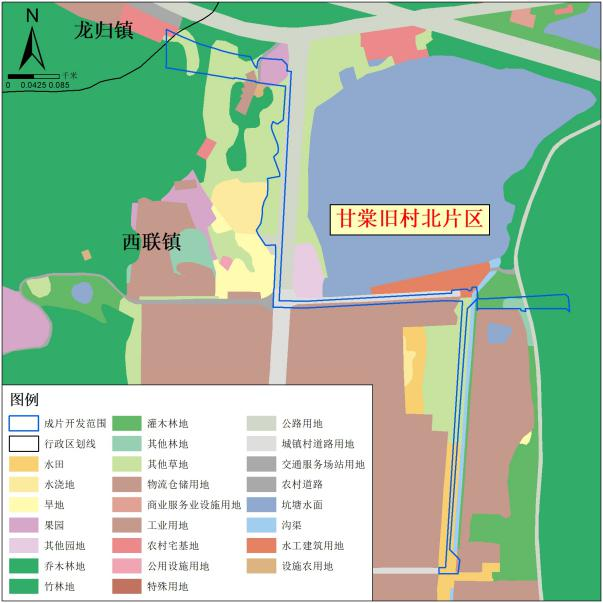 N
龙归镇
千米
0 0.0425 0.085
甘棠旧村北片区
西联镇
图例
成片开发范围
行政区划线
水田
水浇地
旱地
果园
其他园地
乔木林地
竹林地
灌木林地
其他林地
其他草地
物流仓储用地
商业服务业设施用地
工业用地
农村宅基地
公用设施用地
特殊用地
公路用地
城镇村道路用地
交通服务场站用地
农村道路
坑塘水面
沟渠
水工建筑用地
设施农用地